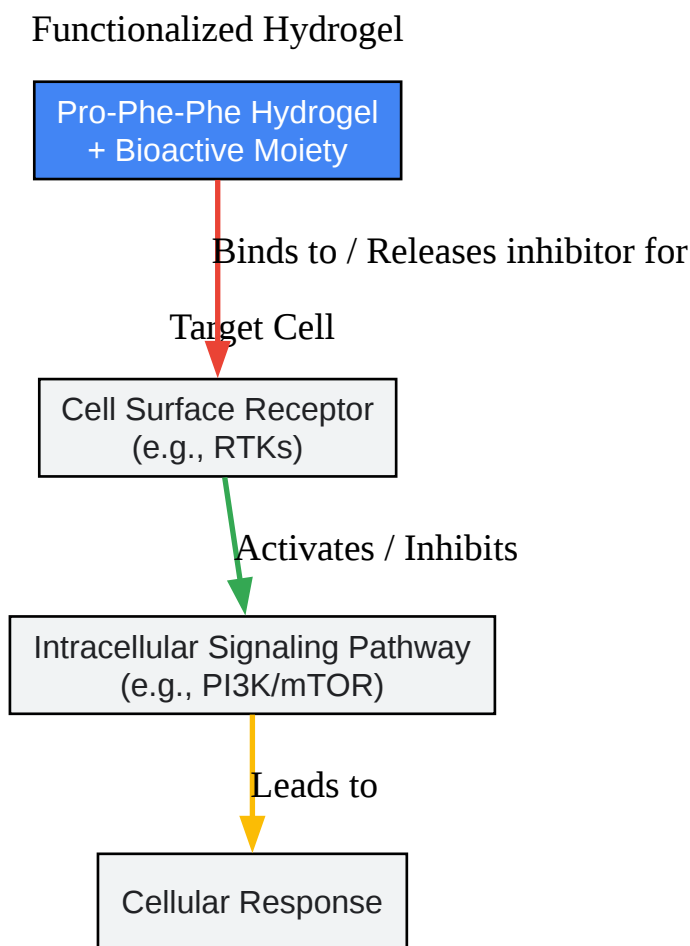 Functionalized Hydrogel
Pro-Phe-Phe Hydrogel
+ Bioactive Moiety
Binds to / Releases inhibitor for
Target Cell
Cell Surface Receptor
(e.g., RTKs)
Activates / Inhibits
Intracellular Signaling Pathway
(e.g., PI3K/mTOR)
Leads to
Cellular Response